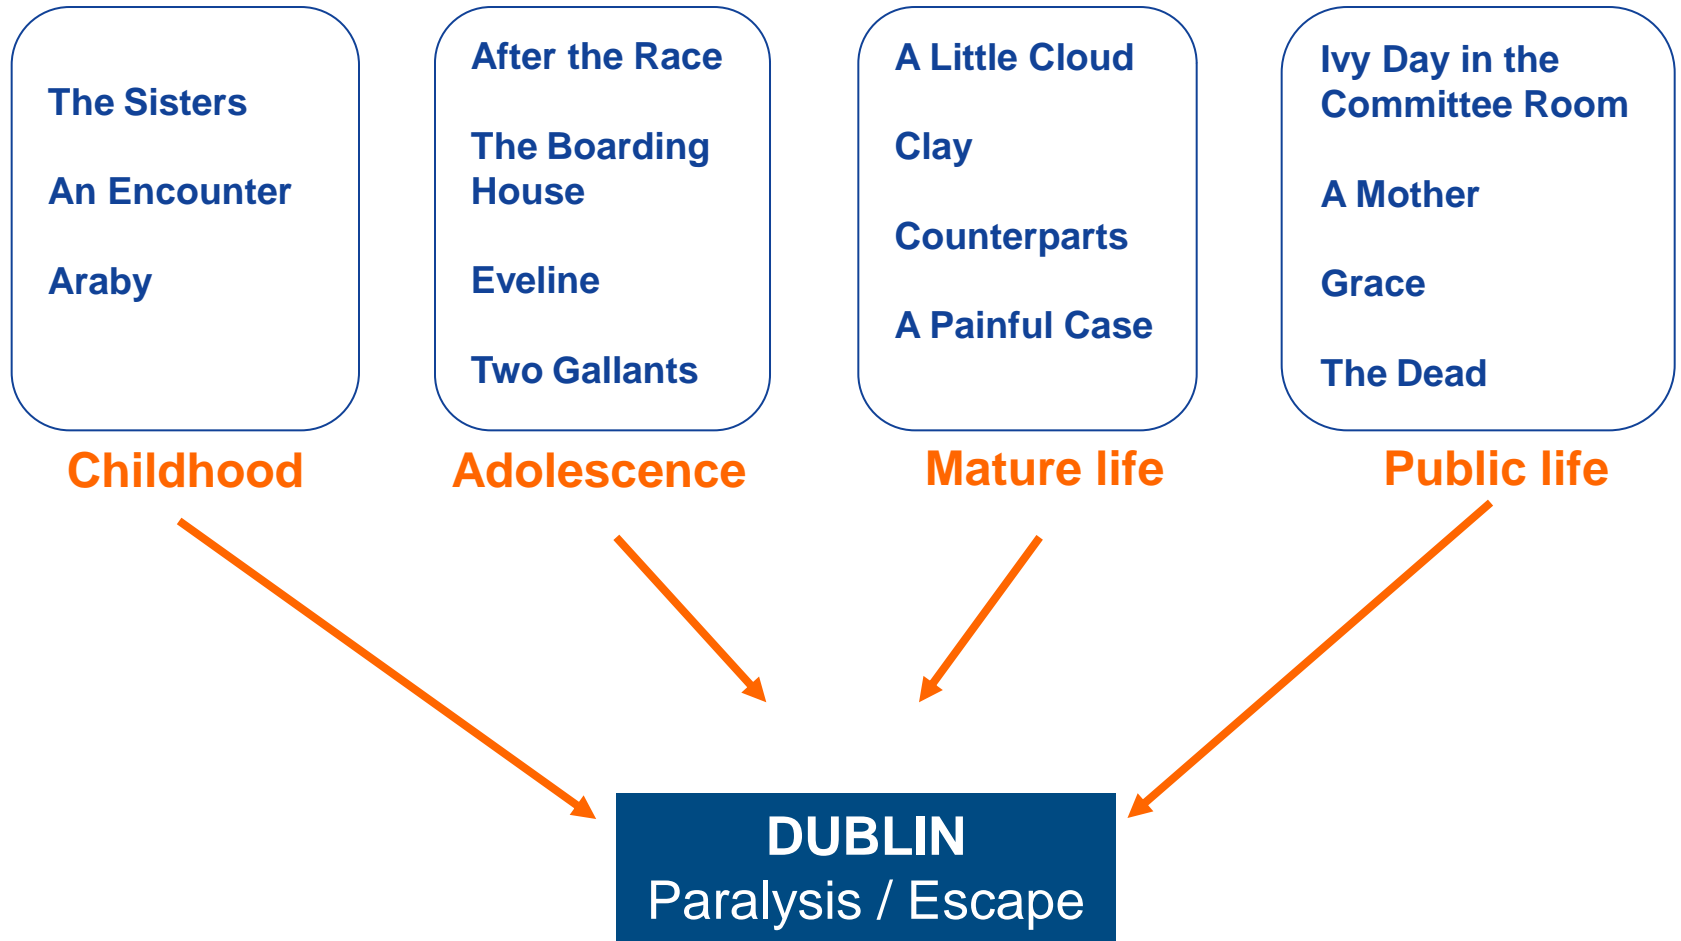 The Sisters
An Encounter
Araby
Childhood
After the Race
The Boarding
House
Eveline
Two Gallants
Adolescence
A Little Cloud
Clay
Counterparts
A Painful Case
Mature life
Ivy Day in the
Committee Room
A Mother
Grace
The Dead
Public life
DUBLIN
Paralysis / Escape